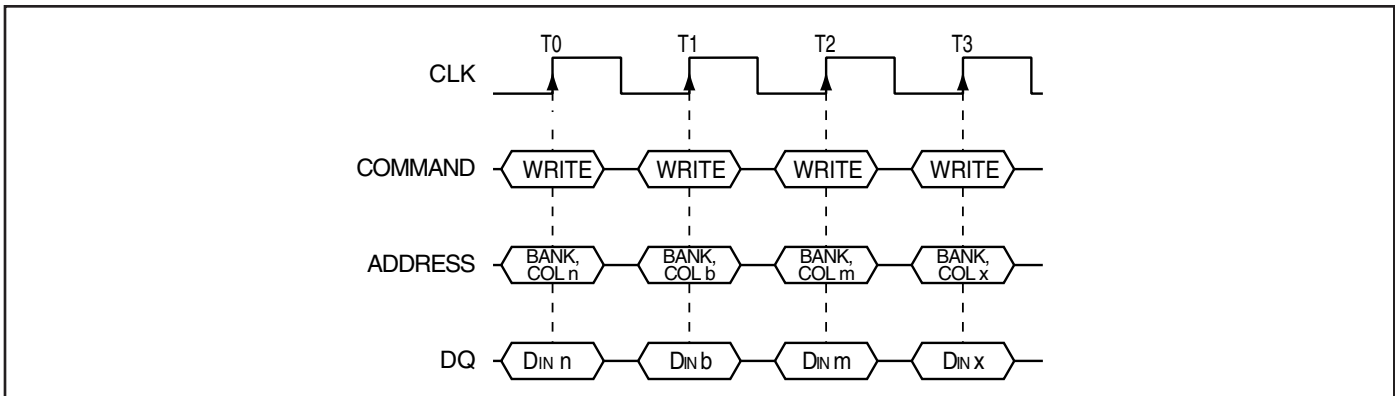 T0 T1 T2 T3
CLK
COMMAND WRITE WRITE WRITE WRITE
ADDRESS BANK, COL n BANK, COL b BANK, COL m BANK, COL x
DQ DIN n DIN b DIN m DIN x